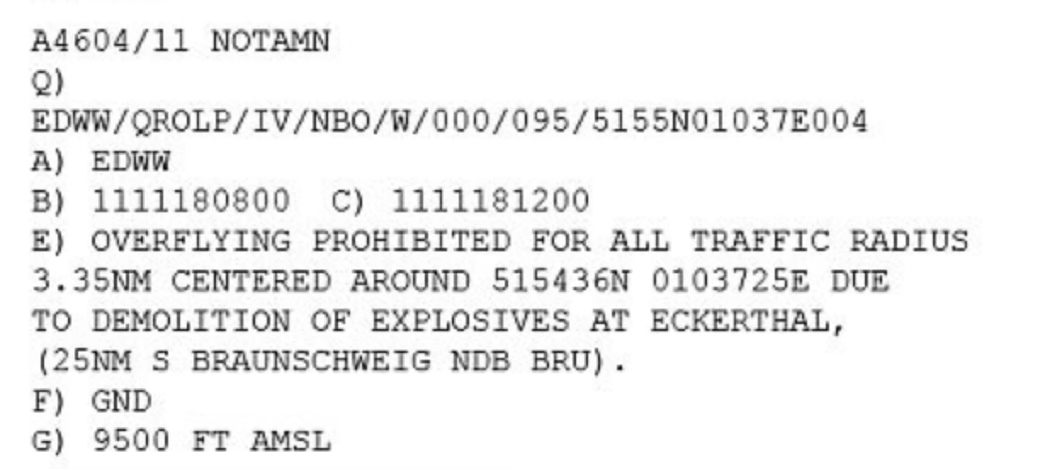 A4604/11 NOTAMN
Q)
EDWW/QROLP/IV/NBO/W/000/095/5155N01037E004
A) EDWW
B) 1111180800 C) 1111181200
E) OVERFLYING PROHIBITED FOR ALL TRAFFIC RADIUS
3.35NM CENTERED AROUND 515436N 0103725E DUE
TO DEMOLITION OF EXPLOSIVES AT ECKERTHAL,
(25NM S BRAUNSCHWEIG NDB BRU).
F) GND
G) 9500 FT AMSL